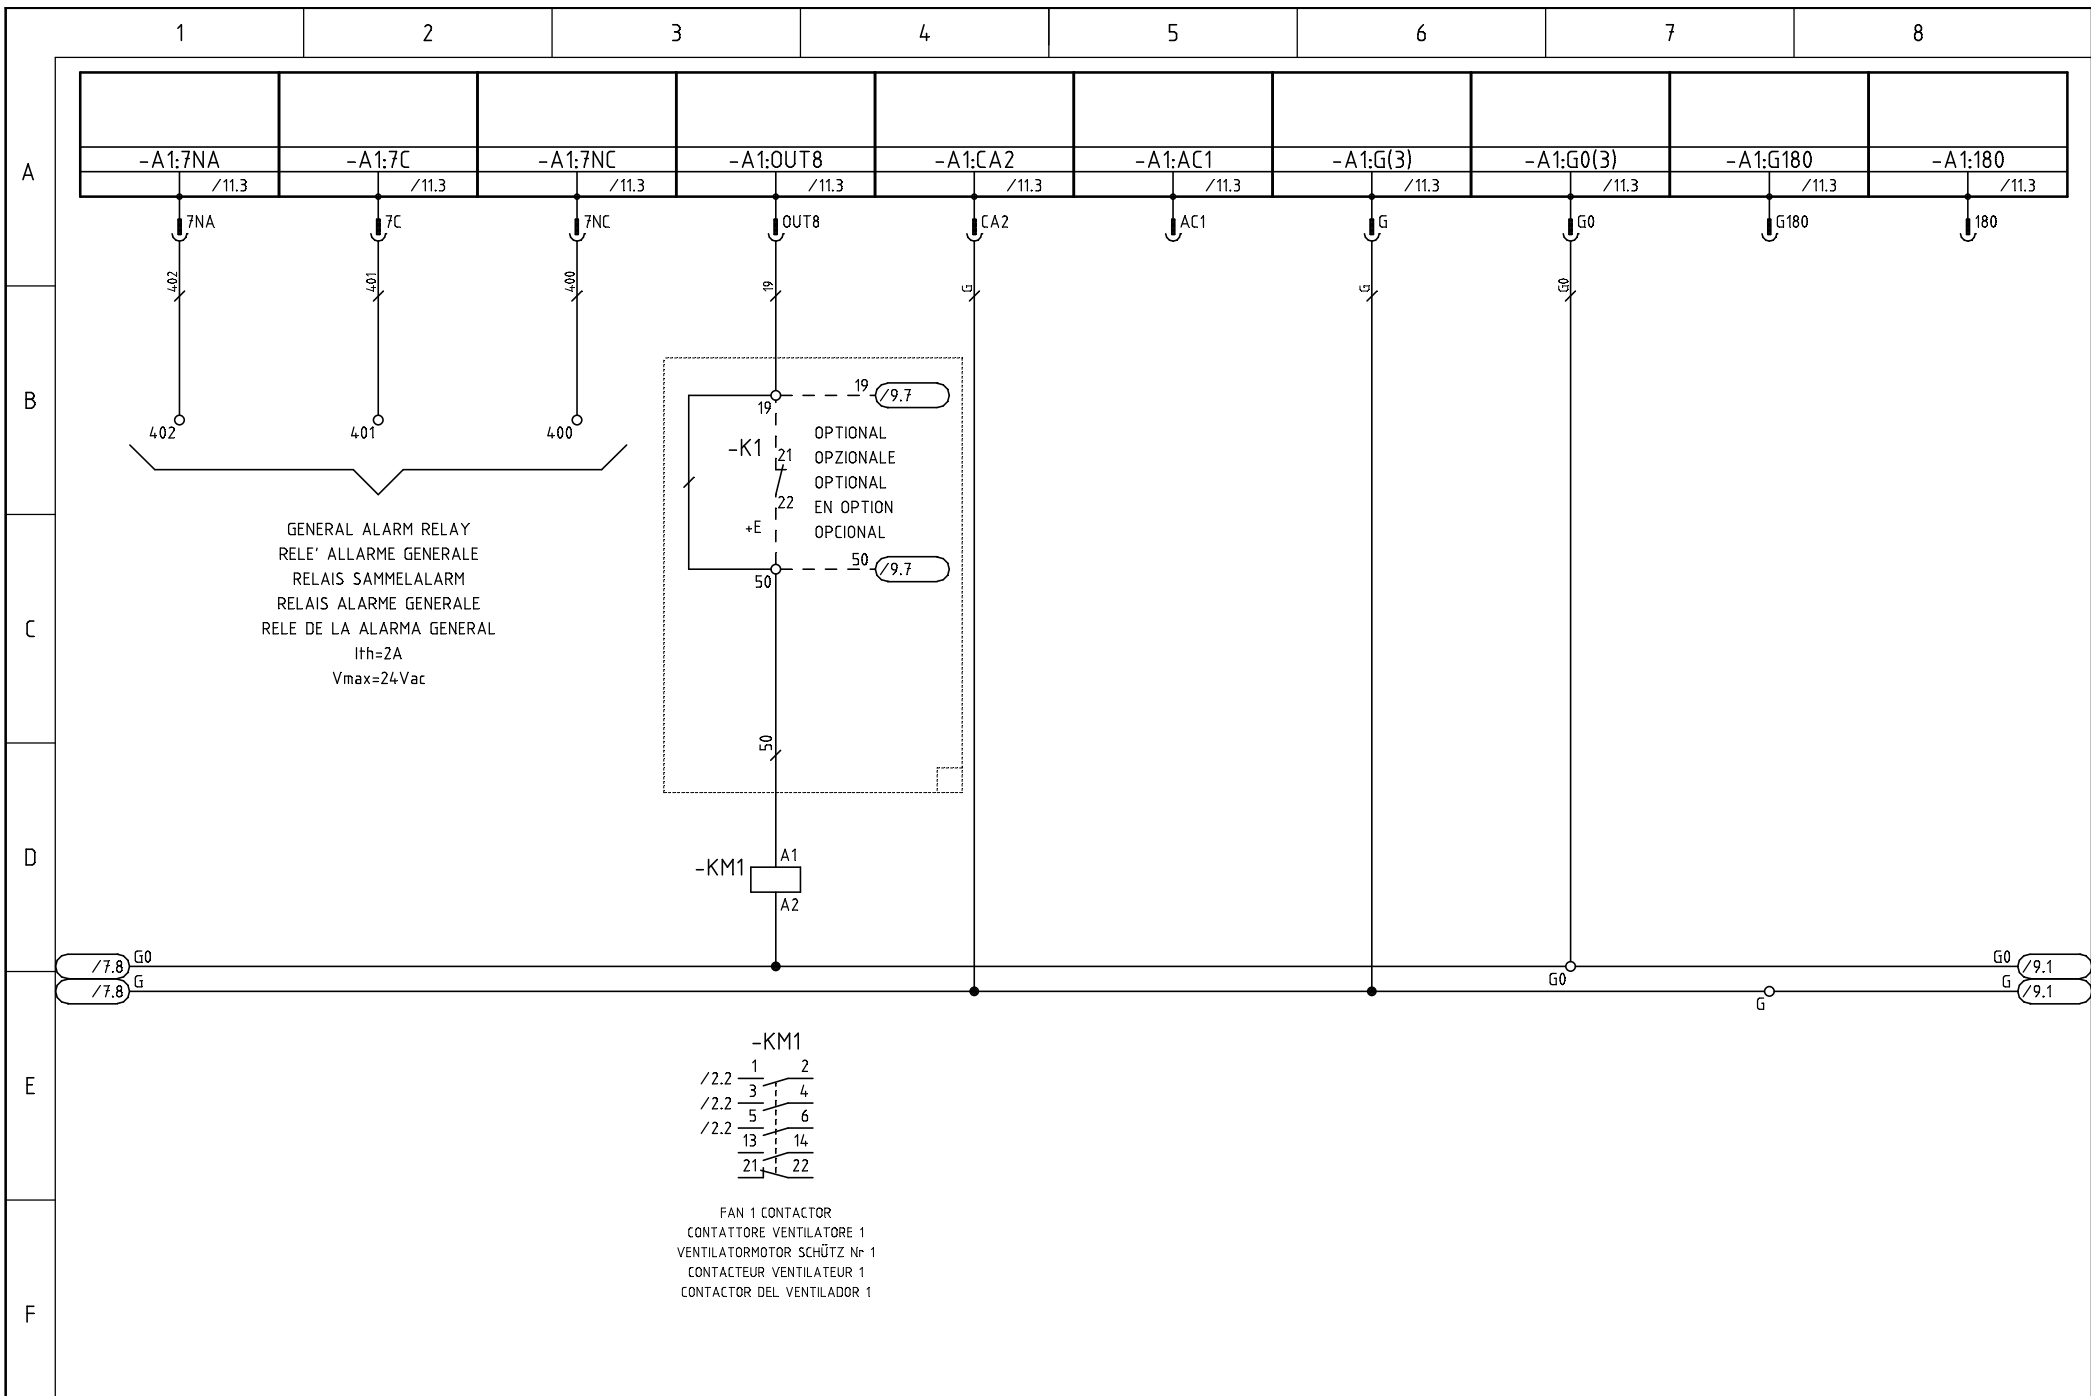 1 2 3 4 5 6 7 8
A
B
C
D
E
F
-A1:7NA -A1:7C -A1:7NC -A1:OUT8 -A1:CA2 -A1:AC1 -A1:G(3) -A1:G0(3) -A1:G180 -A1:180
/11.3 /11.3 /11.3 /11.3 /11.3 /11.3 /11.3 /11.3 /11.3 /11.3
7NA 7C 7NC OUT8 CA2 AC1 G G0 G180 180
402 401 400 19 G G G0
402 401 400
GENERAL ALARM RELAY
RELE' ALLARME GENERALE
RELAIS SAMMELALARM
RELAIS ALARME GENERALE
RELE DE LA ALARMA GENERAL
Ith=2A
Vmax=24Vac
19 19 /9.7
-K1 21
22
+E
OPTIONAL
OPZIONALE
OPTIONAL
EN OPTION
OPCIONAL
50 50 /9.7
50
-KM1 A1
A2
/7.8 G0 G0 G0 /9.1
/7.8 G G G /9.1
-KM1
/2.2 1 2
/2.2 3 4
/2.2 5 6
13 14
21 22
FAN 1 CONTACTOR
CONTATTORE VENTILATORE 1
VENTILATORMOTOR SCHÜTZ Nr 1
CONTACTEUR VENTILATEUR 1
CONTACTOR DEL VENTILADOR 1